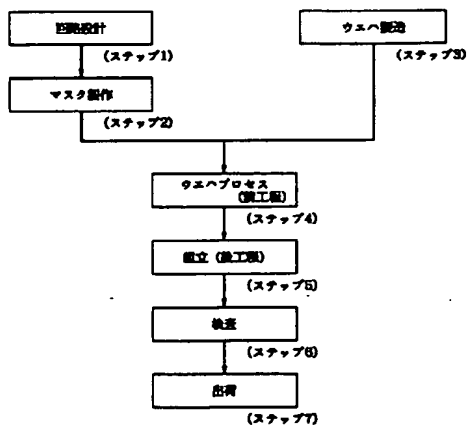 回路設計
(ステップ1)
ウエハ製造
(ステップ3)
マスク製作
(ステップ2)
ウエハプロセス
(前工程)
(ステップ4)
組立(後工程)
(ステップ5)
検査
(ステップ6)
出荷
(ステップ7)